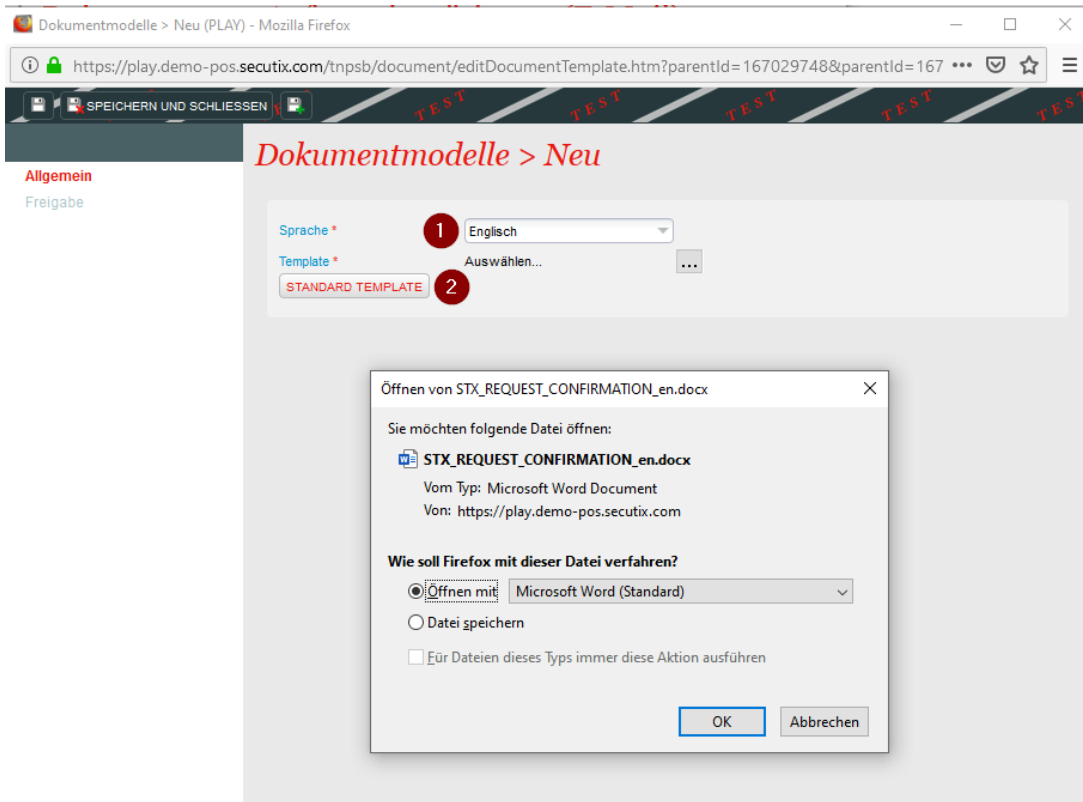 Dokumentmodelle > Neu (PLAY) - Mozilla Firefox
https://play.demo-pos.secutix.com/tnpsb/document/editDocumentTemplate.htm?parentId=167029748&parentId=167
SPEICHERN UND SCHLIESSEN
TEST TEST TEST TEST TEST
Dokumentmodelle > Neu
Allgemein
Freigabe
Sprache * 1 Englisch
Template * Auswählen... ...
STANDARD TEMPLATE 2
Öffnen von STX_REQUEST_CONFIRMATION_en.docx
Sie möchten folgende Datei öffnen:
STX_REQUEST_CONFIRMATION_en.docx
Vom Typ: Microsoft Word Document
Von: https://play.demo-pos.secutix.com
Wie soll Firefox mit dieser Datei verfahren?
Öffnen mit Microsoft Word (Standard)
Datei speichern
Für Dateien dieses Typs immer diese Aktion ausführen
OK Abbrechen